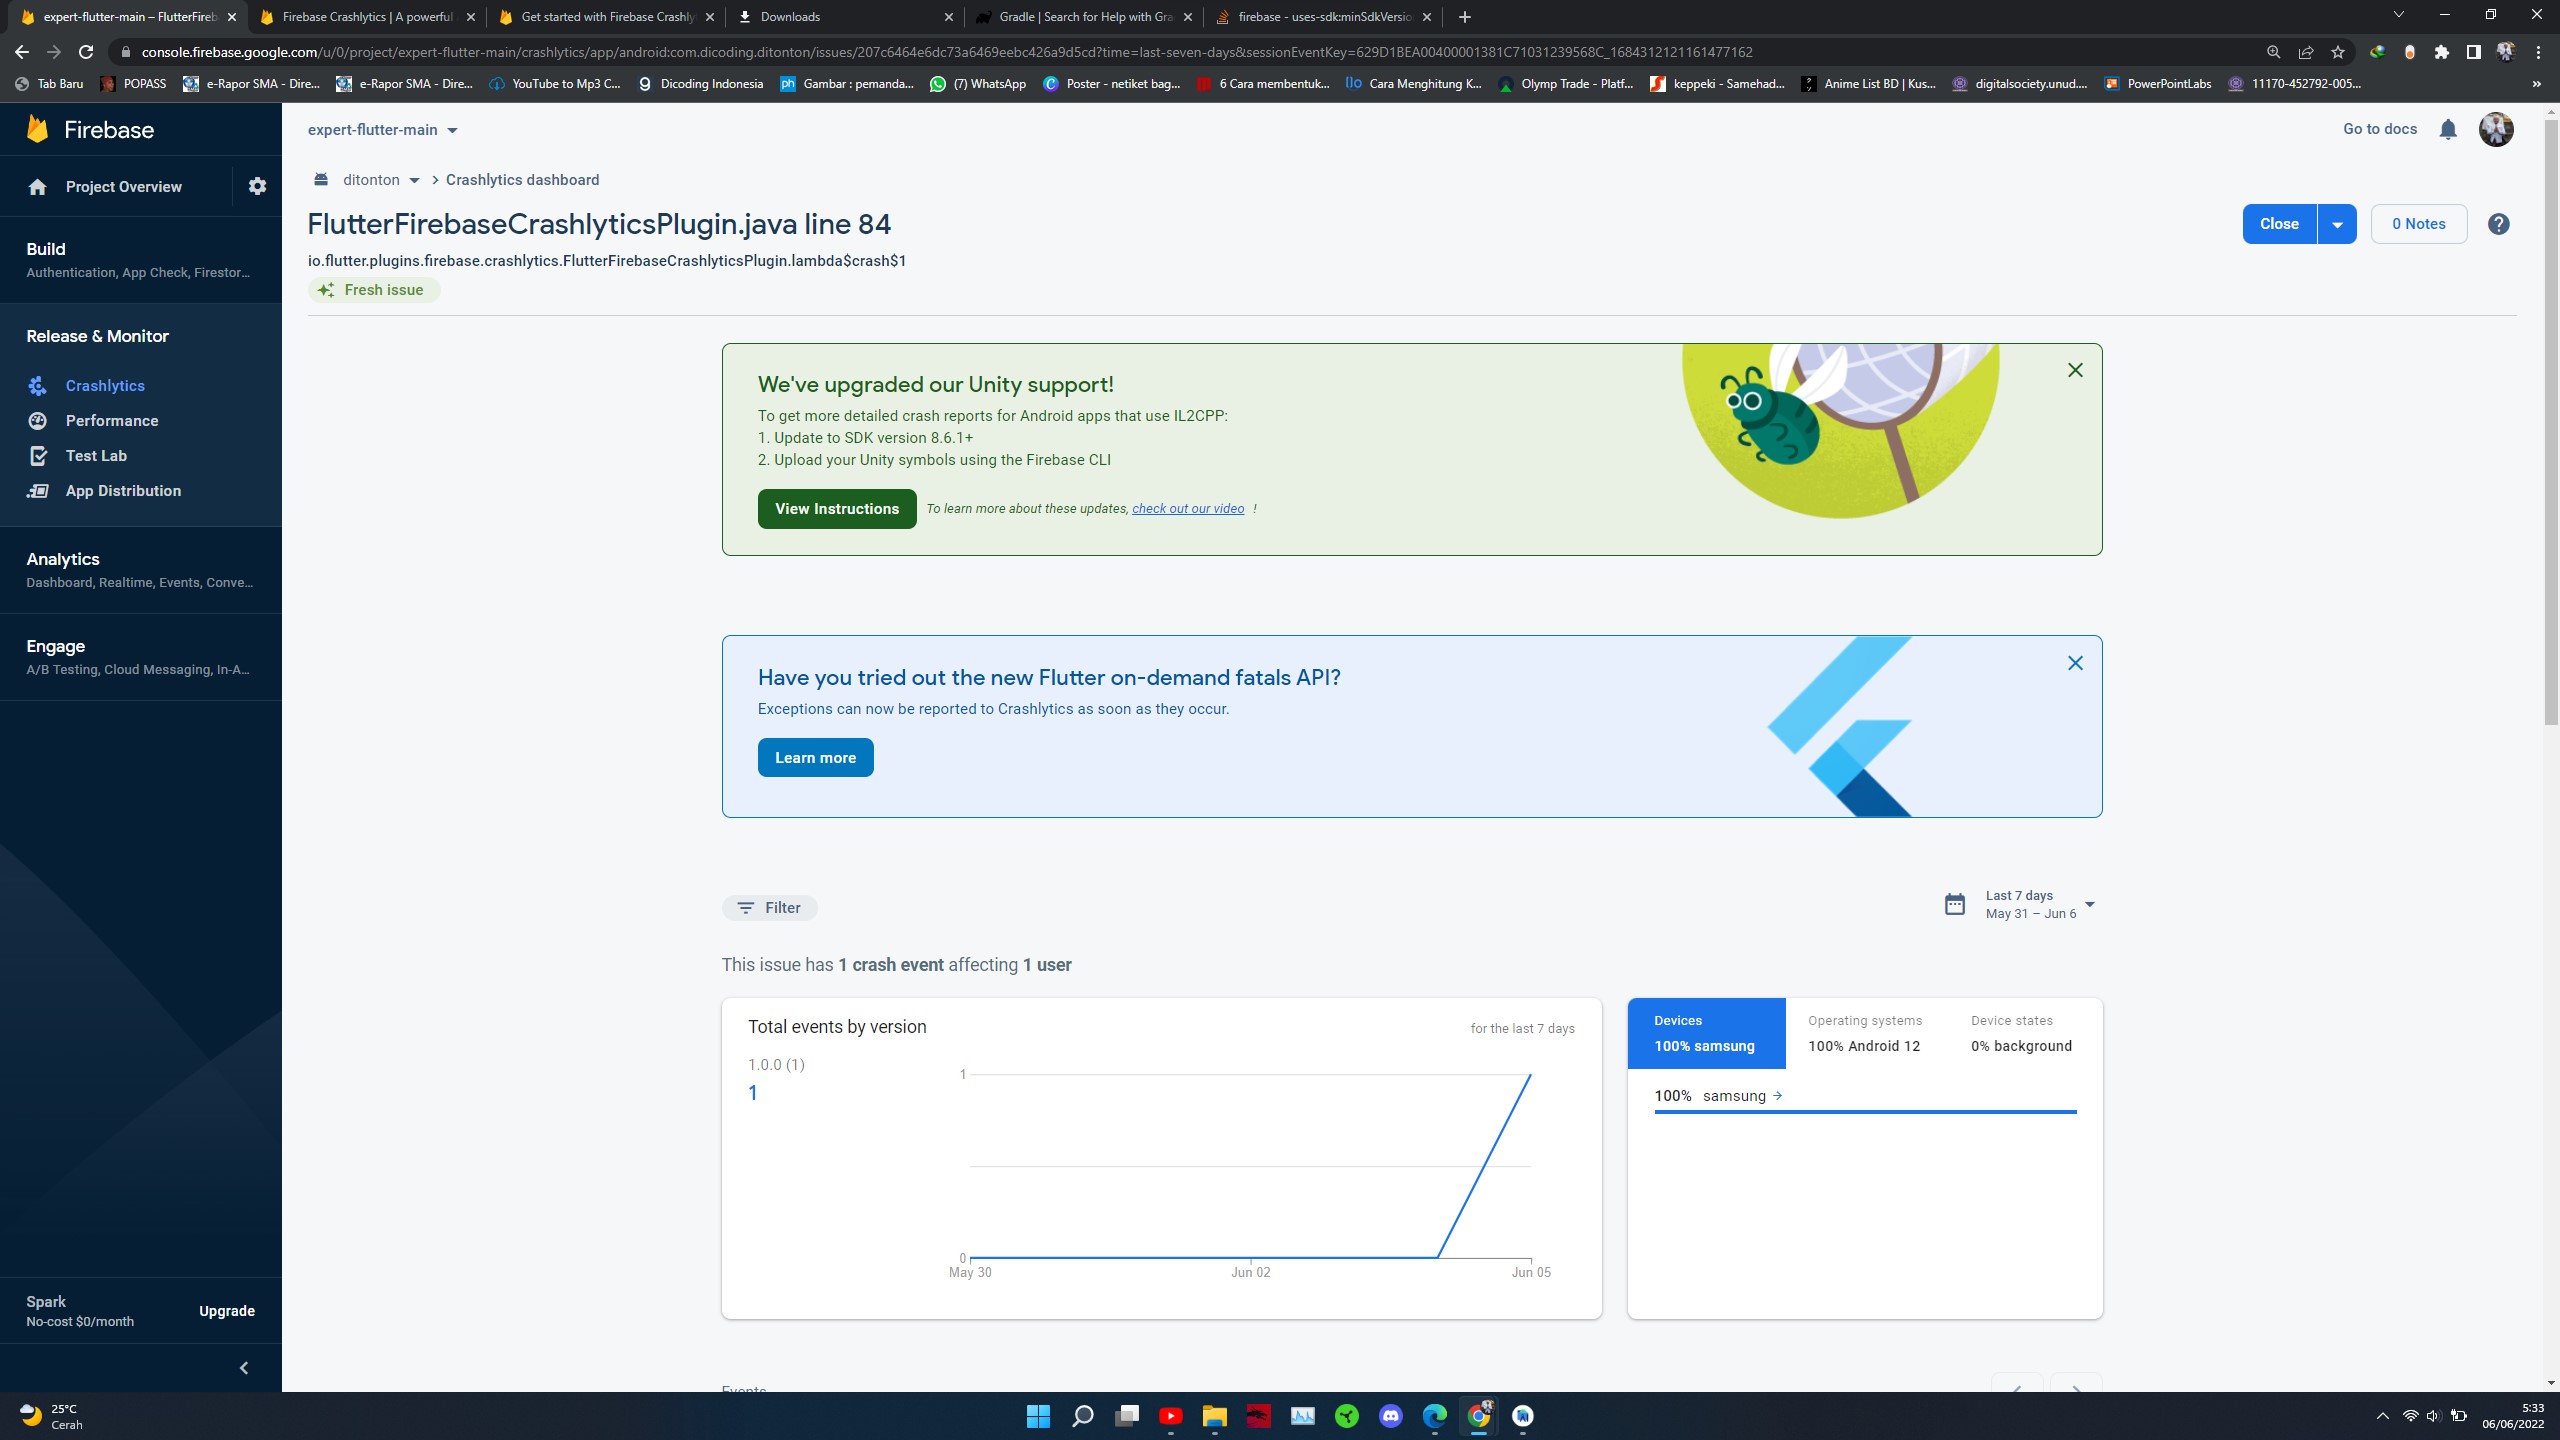 expert-flutter-main – FlutterFireb
Firebase Crashlytics | A powerful
Get started with Firebase Crashly
Downloads
Gradle | Search for Help with Gra
firebase - uses-sdk:minSdkVersio
console.firebase.google.com/u/0/project/expert-flutter-main/crashlytics/app/android:com.dicoding.ditonton/issues/207c6464e6dc73a6469eebc426a9d5cd?time=last-seven-days&sessionEventKey=629D1BEA00400001381C71031239568C_1684312121161477162
Tab Baru
POPASS
e-Rapor SMA - Dire...
e-Rapor SMA - Dire...
YouTube to Mp3 C...
Dicoding Indonesia
Gambar : pemanda...
(7) WhatsApp
Poster - netiket bag...
6 Cara membentuk...
Cara Menghitung K...
Olymp Trade - Platf...
keppeki - Samehad...
Anime List BD | Kus...
digitalsociety.unud....
PowerPointLabs
11170-452792-005...
»
Firebase
Project Overview
Build
Authentication, App Check, Firestor...
Release & Monitor
Crashlytics
Performance
Test Lab
App Distribution
Analytics
Dashboard, Realtime, Events, Conve...
Engage
A/B Testing, Cloud Messaging, In-A...
Spark
No-cost $0/month
Upgrade
expert-flutter-main
Go to docs
ditonton
Crashlytics dashboard
FlutterFirebaseCrashlyticsPlugin.java line 84
Close
0 Notes
io.flutter.plugins.firebase.crashlytics.FlutterFirebaseCrashlyticsPlugin.lambda$crash$1
Fresh issue
We've upgraded our Unity support!
To get more detailed crash reports for Android apps that use IL2CPP:
1. Update to SDK version 8.6.1+
2. Upload your Unity symbols using the Firebase CLI
View Instructions
To learn more about these updates, check out our video !
Have you tried out the new Flutter on-demand fatals API?
Exceptions can now be reported to Crashlytics as soon as they occur.
Learn more
Filter
Last 7 days
May 31 – Jun 6
This issue has 1 crash event affecting 1 user
Total events by version
for the last 7 days
1.0.0 (1)
1
1
0
May 30
Jun 02
Jun 05
Devices
100% samsung
Operating systems
100% Android 12
Device states
0% background
100% samsung
Events
25°C
Cerah
5:33
06/06/2022